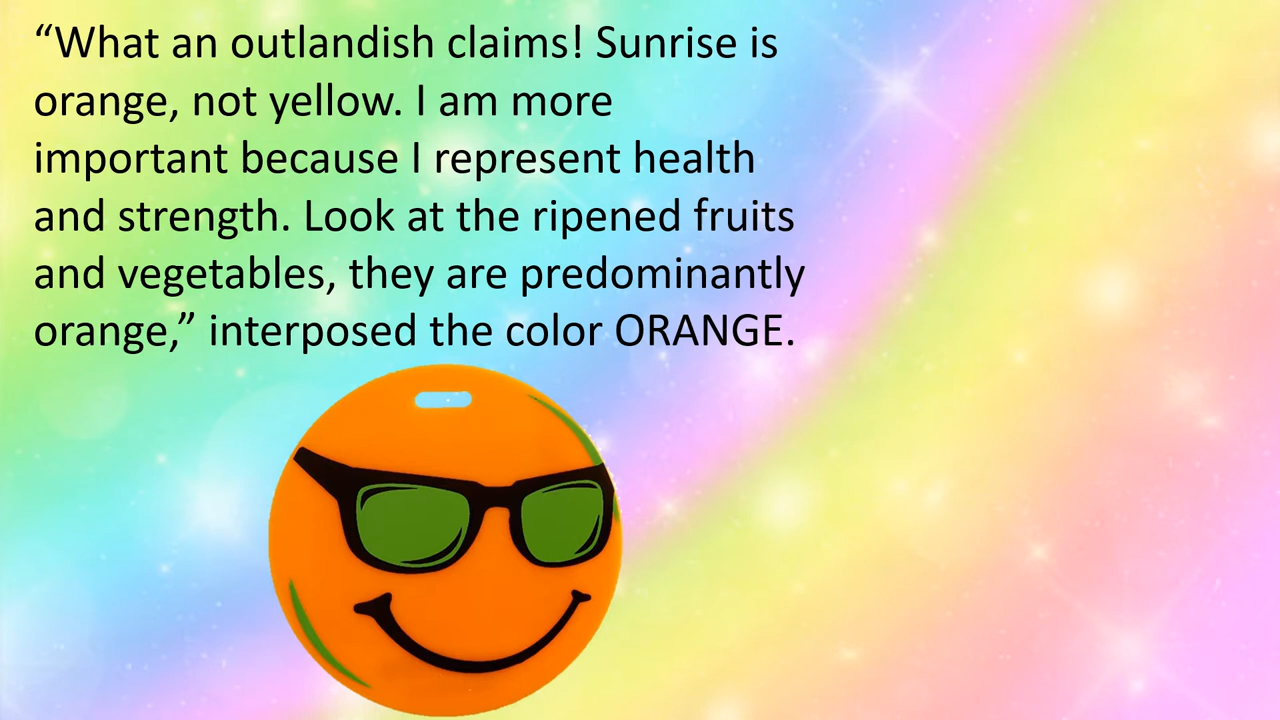 “What an outlandish claims! Sunrise is
orange, not yellow. I am more
important because I represent health
and strength. Look at the ripened fruits
and vegetables, they are predominantly
orange,” interposed the color ORANGE.